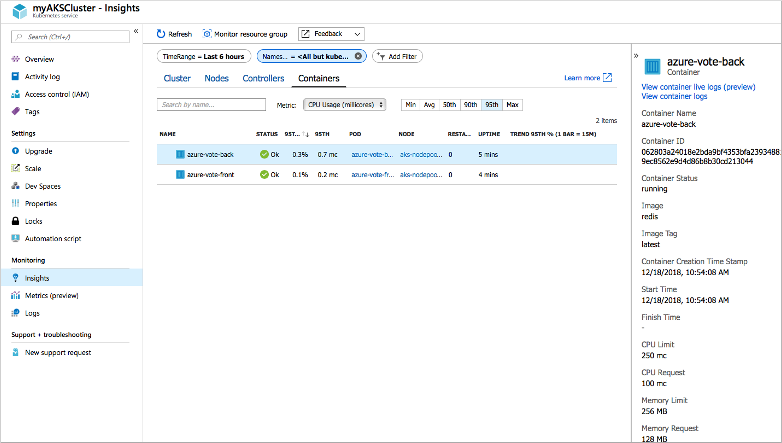 myAKSCluster - Insights
Kubernetes service
Search (Ctrl+/)
«
Overview
Activity log
Access control (IAM)
Tags
Settings
Upgrade
Scale
Dev Spaces
Properties
Locks
Automation script
Monitoring
Insights
Metrics (preview)
Logs
Support + troubleshooting
New support request
Refresh
Monitor resource group
Feedback
TimeRange = Last 6 hours
Names... = <All but kube...
Add Filter
Cluster Nodes Controllers Containers
Learn more
Search by name...
Metric: CPU Usage (millicores)
Min Avg 50th 90th 95th Max
2 items
NAME STATUS 95T... ↑↓ 95TH POD NODE RESTA... UPTIME TREND 95TH % (1 BAR = 15M)
azure-vote-back Ok 0.3% 0.7 mc azure-vote-b... aks-nodepoo... 0 5 mins
azure-vote-front Ok 0.1% 0.2 mc azure-vote-fr... aks-nodepoo... 0 4 mins
»
azure-vote-back
Container
View container live logs (preview)
View container logs
Container Name
azure-vote-back
Container ID
062803a24018e2bda9bf4353bfa2393488
9ec8562e9d4d86b8b30cd213044
Container Status
running
Image
redis
Image Tag
latest
Container Creation Time Stamp
12/18/2018, 10:54:08 AM
Start Time
12/18/2018, 10:54:08 AM
Finish Time
-
CPU Limit
250 mc
CPU Request
100 mc
Memory Limit
256 MB
Memory Request
128 MB